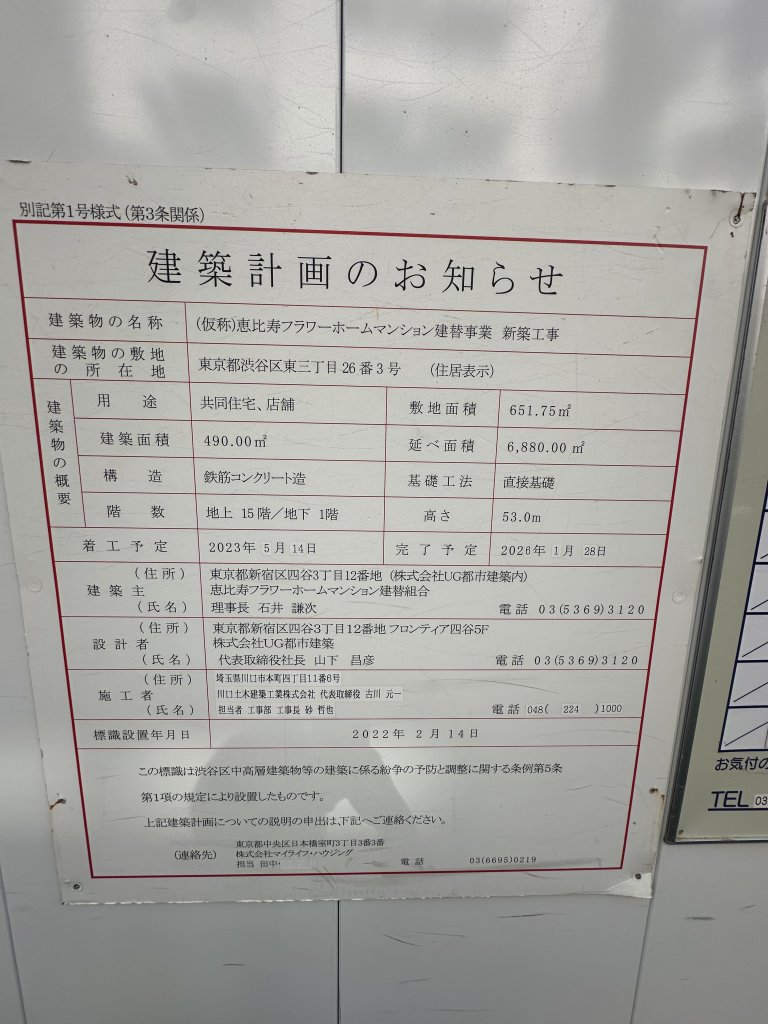 別記第1号様式(第3条関係)
建築計画のお知らせ
建築物の名称 (仮称)恵比寿フラワーホームマンション建替事業 新築工事
建築物の敷地の所在地 東京都渋谷区東三丁目26番3号 (住居表示)
建築物の概要
用途 共同住宅、店舗 敷地面積 651.75㎡
建築面積 490.00㎡ 延べ面積 6,880.00㎡
構造 鉄筋コンクリート造 基礎工法 直接基礎
階数 地上 15階/地下 1階 高さ 53.0m
着工予定 2023年 5月 14日 完了予定 2026年 1月 28日
建築主 (住所) 東京都新宿区四谷3丁目12番地 (株式会社UG都市建築内)
恵比寿フラワーホームマンション建替組合
(氏名) 理事長 石井 謙次 電話 03(5369)3120
設計者 (住所) 東京都新宿区四谷3丁目12番地 フロンティア四谷5F
株式会社UG都市建築
(氏名) 代表取締役社長 山下 昌彦 電話 03(5369)3120
施工者 (住所) 埼玉県川口市本町四丁目11番6号
川口土木建築工業株式会社 代表取締役 古川 元一
(氏名) 担当者 工事部 工事長 砂 哲也 電話 048( 224 )1000
標識設置年月日 2022年 2月 14日
この標識は渋谷区中高層建築物等の建築に係る紛争の予防と調整に関する条例第5条
第1項の規定により設置したものです。
上記建築計画についての説明の申出は、下記へご連絡ください。
東京都中央区日本橋室町3丁目3番3番
(連絡先) 株式会社マイライフ・ハウジング
担当 田中・ 電話 03(6695)0219
お気付の
TEL 03